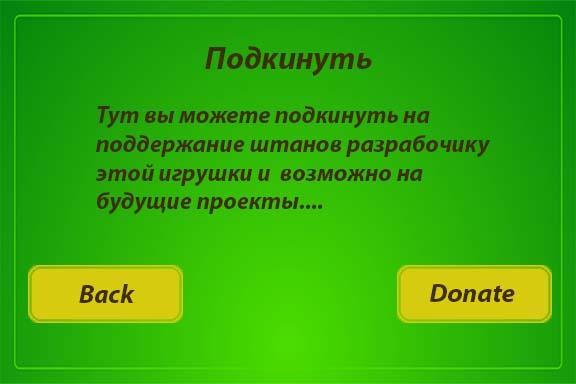 Подкинуть
Тут вы можете подкинуть на
поддержание штанов разрабочику
этой игрушки и  возможно на
будущие проекты....
Back
Donate